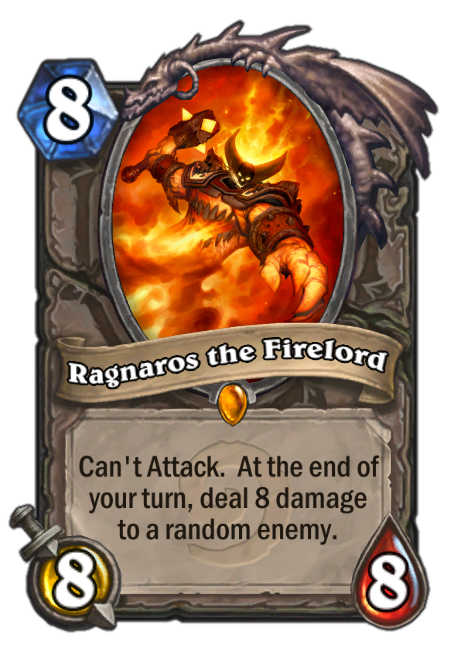 8
Ragnaros the Firelord
Can't Attack. At the end of
your turn, deal 8 damage
to a random enemy.
8
8